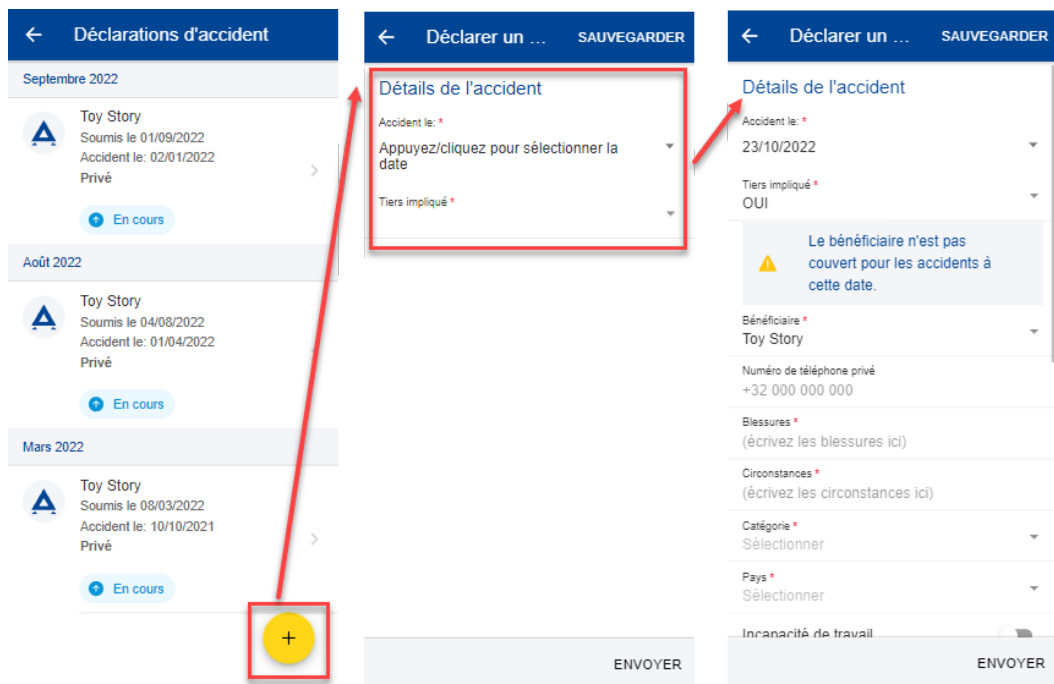 Déclarations d'accident
Septembre 2022
Toy Story
Soumis le 01/09/2022
Accident le: 02/01/2022
Privé
En cours
Août 2022
Toy Story
Soumis le 04/08/2022
Accident le: 01/04/2022
Privé
En cours
Mars 2022
Toy Story
Soumis le 08/03/2022
Accident le: 10/10/2021
Privé
En cours
+
Déclarer un ... SAUVEGARDER
Détails de l'accident
Accident le: *
Appuyez/cliquez pour sélectionner la
date
Tiers impliqué *
ENVOYER
Déclarer un ... SAUVEGARDER
Détails de l'accident
Accident le: *
23/10/2022
Tiers impliqué *
OUI
Le bénéficiaire n'est pas
couvert pour les accidents à
cette date.
Bénéficiaire *
Toy Story
Numéro de téléphone privé
+32 000 000 000
Blessures *
(écrivez les blessures ici)
Circonstances *
(écrivez les circonstances ici)
Catégorie *
Sélectionner
Pays *
Sélectionner
Incapacité de travail
ENVOYER